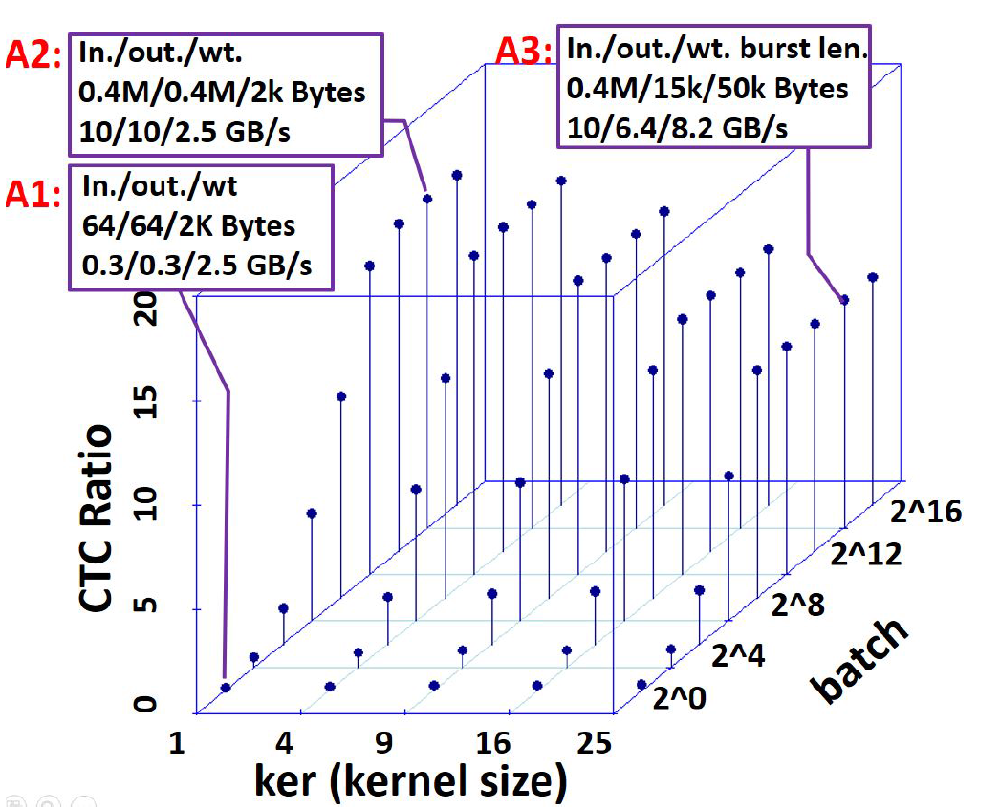 A2:
In./out./wt.
0.4M/0.4M/2k Bytes
10/10/2.5 GB/s
A3:
In./out./wt. burst len.
0.4M/15k/50k Bytes
10/6.4/8.2 GB/s
A1:
In./out./wt
64/64/2K Bytes
0.3/0.3/2.5 GB/s
CTC Ratio
20
15
10
5
0
1
4
9
16
25
ker (kernel size)
2^16
2^12
2^8
2^4
2^0
batch